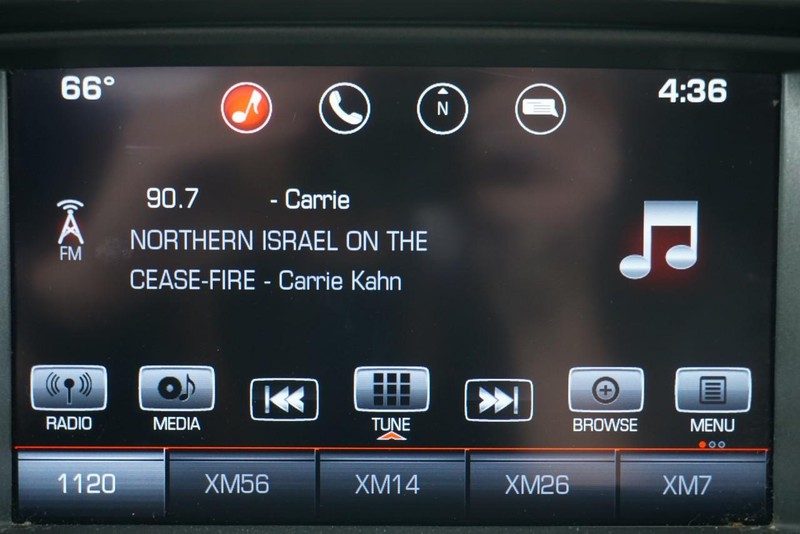 66° N 4:36
90.7 - Carrie
FM
NORTHERN ISRAEL ON THE
CEASE-FIRE - Carrie Kahn
RADIO MEDIA TUNE BROWSE MENU
1120 XM56 XM14 XM26 XM7